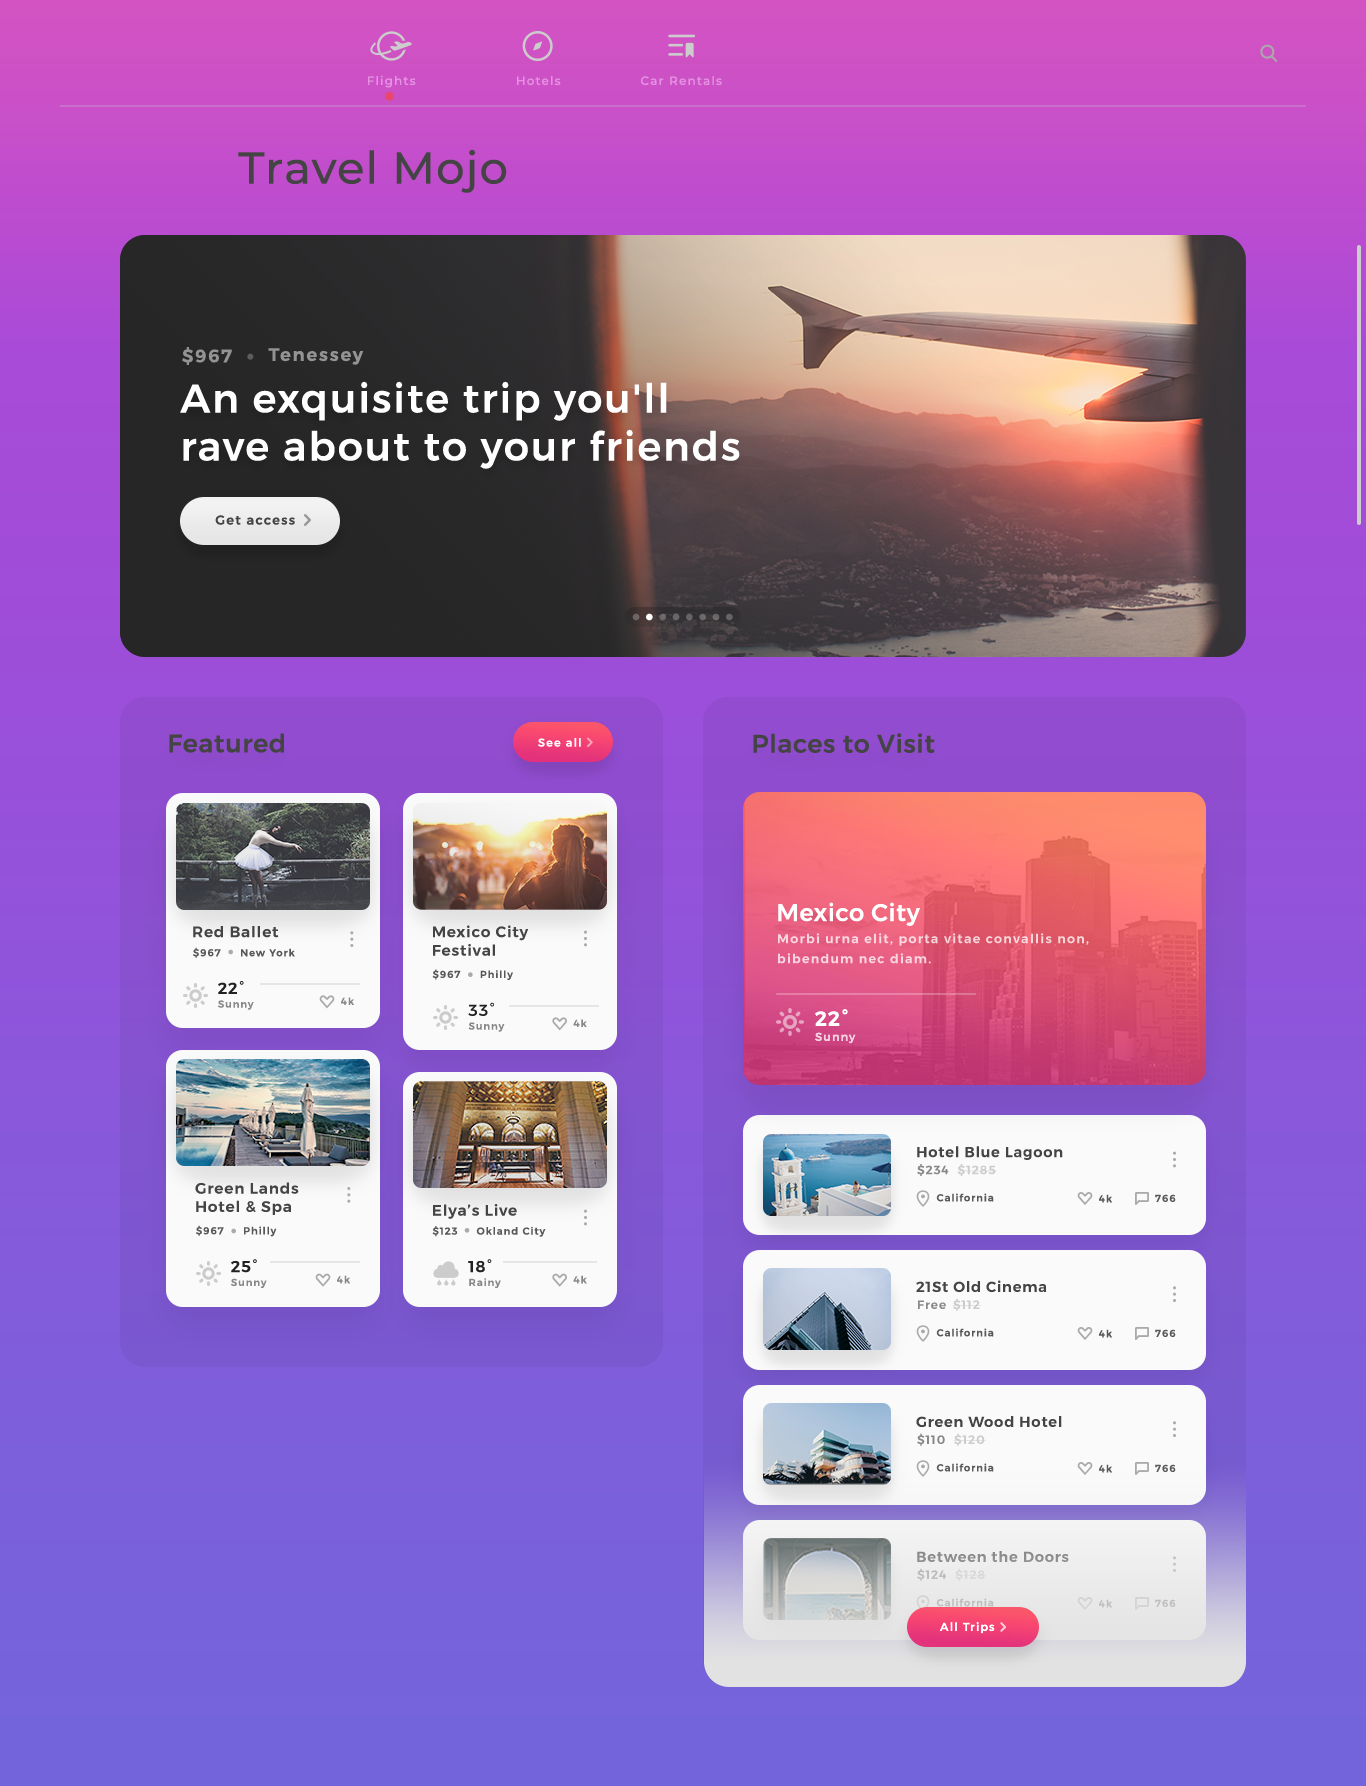 Flights
Hotels
Car Rentals
Travel Mojo
$967 • Tenessey
An exquisite trip you'll
rave about to your friends
Get access
Featured
See all
Red Ballet
$967 • New York
22°
Sunny
4k
Mexico City
Festival
$967 • Philly
33°
Sunny
4k
Green Lands
Hotel & Spa
$967 • Philly
25°
Sunny
4k
Elya's Live
$123 • Okland City
18°
Rainy
4k
Places to Visit
Mexico City
Morbi urna elit, porta vitae convallis non,
bibendum nec diam.
22°
Sunny
Hotel Blue Lagoon
$234 $1285
California
4k
766
21St Old Cinema
Free $112
California
4k
766
Green Wood Hotel
$110 $120
California
4k
766
Between the Doors
$124 $128
California
4k
766
All Trips